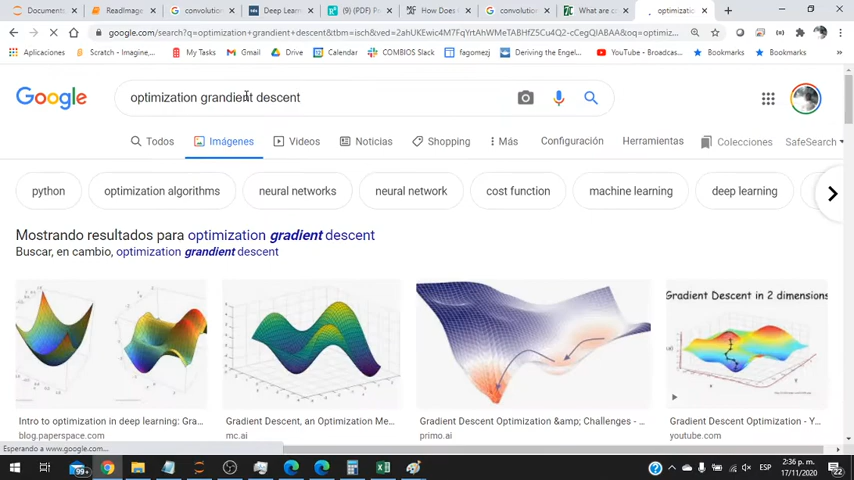 Documents, ReadImage convolution Deep Learn (9) (PDF) P How Does convolution What are c optimizatio
google.com/search?q=optimization+grandient+descent&tbm=isch&ved=2ahUKEwic4M7FqYrtAhWMeTABHfZ5Cu4Q2-cCegQIABAA&oq=optimiz...
Aplicaciones Scratch - Imagine,... My Tasks Gmail Drive Calendar COMBIOS Slack fagomezj Deriving the Engel... YouTube - Broadcas... Bookmarks Bookmarks
Google optimization grandient descent
Todos Imágenes Videos Noticias Shopping Más Configuración Herramientas Colecciones SafeSearch
python optimization algorithms neural networks neural network cost function machine learning deep learning
Mostrando resultados para optimization gradient descent
Buscar, en cambio, optimization grandient descent
Gradient Descent in 2 dimensions
Intro to optimization in deep learning: Gra... Gradient Descent, an Optimization Me... Gradient Descent Optimization &amp; Challenges - ... Gradient Descent Optimization - Y...
blog.paperspace.com mc.ai primo.ai youtube.com
Esperando a www.google.com...
99+ ESP 2:36 p. m.
17/11/2020 22